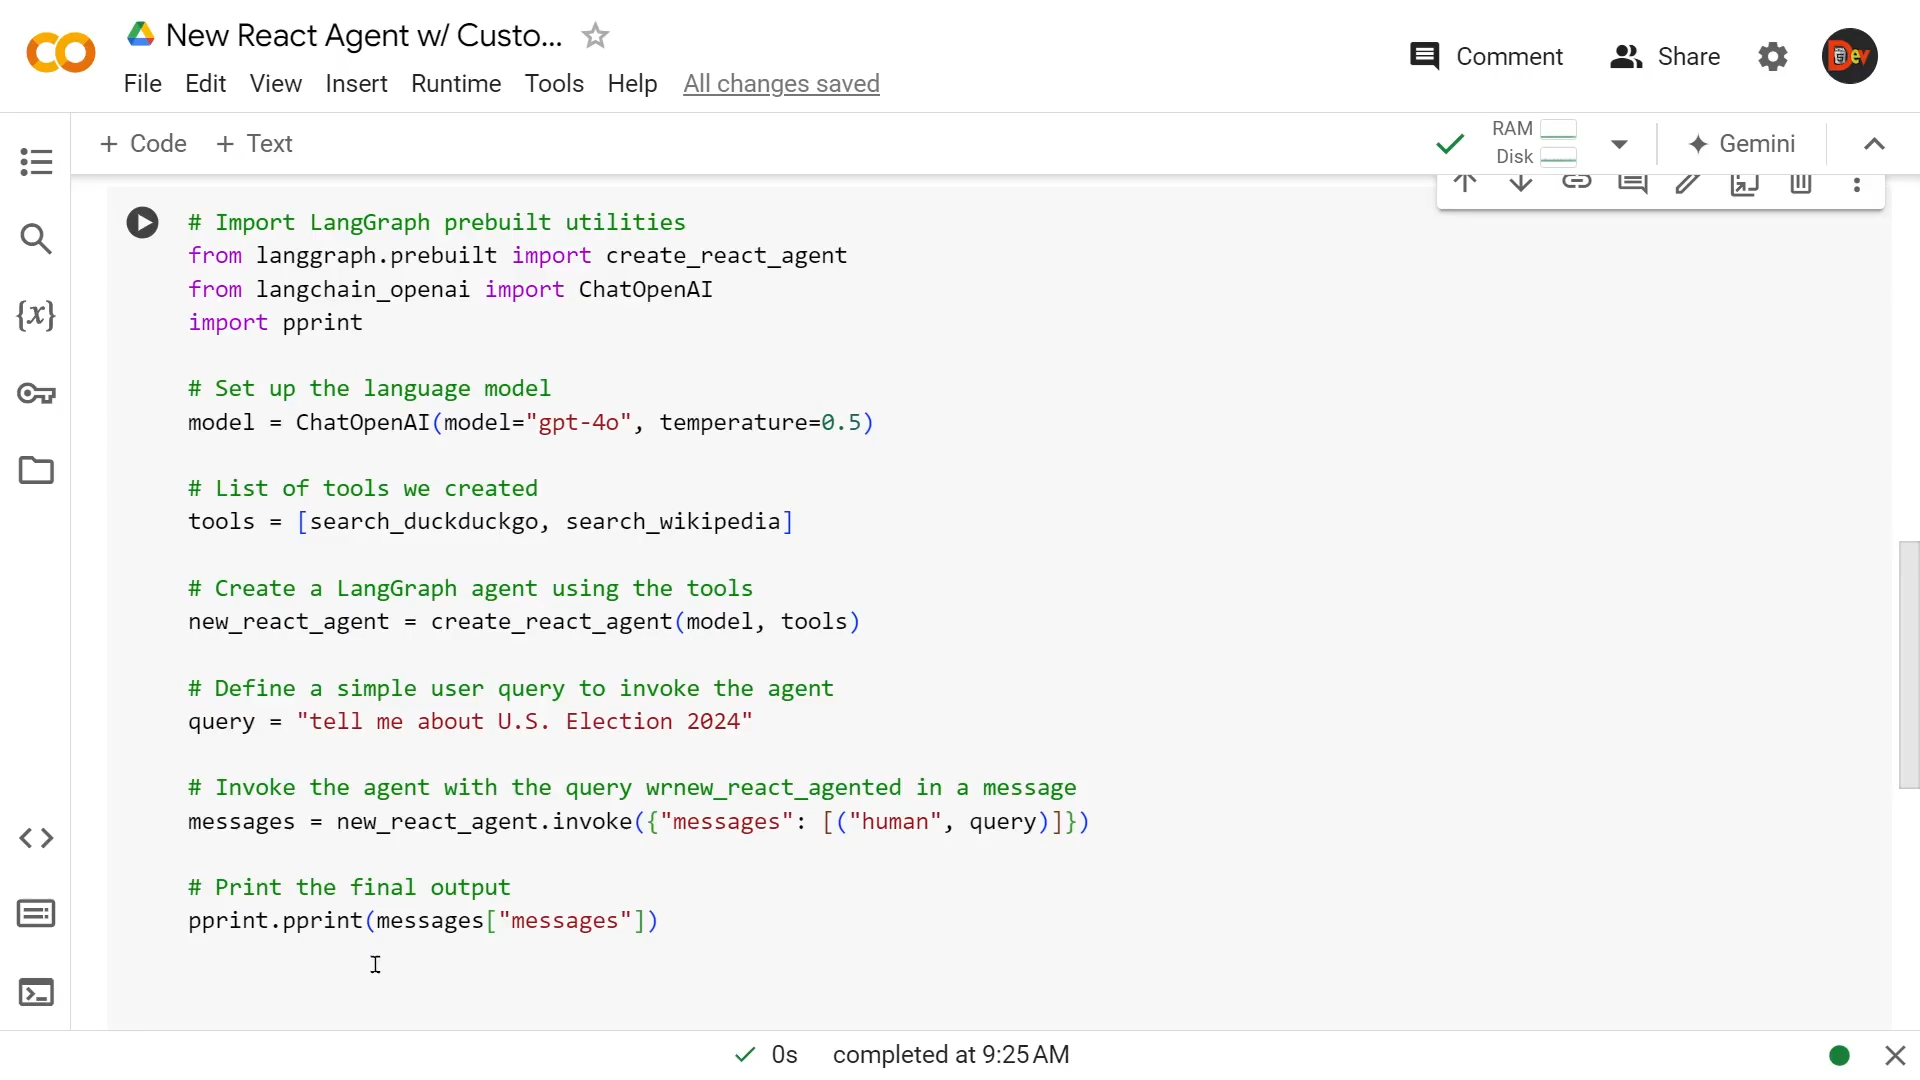 New React Agent w/ Custo...
Comment
Share
Dev
File Edit View Insert Runtime Tools Help All changes saved
+ Code + Text
RAM
Disk
Gemini
{x}
# Import LangGraph prebuilt utilities
from langgraph.prebuilt import create_react_agent
from langchain_openai import ChatOpenAI
import pprint
# Set up the language model
model = ChatOpenAI(model="gpt-4o", temperature=0.5)
# List of tools we created
tools = [search_duckduckgo, search_wikipedia]
# Create a LangGraph agent using the tools
new_react_agent = create_react_agent(model, tools)
# Define a simple user query to invoke the agent
query = "tell me about U.S. Election 2024"
# Invoke the agent with the query wrnew_react_agented in a message
messages = new_react_agent.invoke({"messages": [("human", query)]})
# Print the final output
pprint.pprint(messages["messages"])
0s completed at 9:25 AM